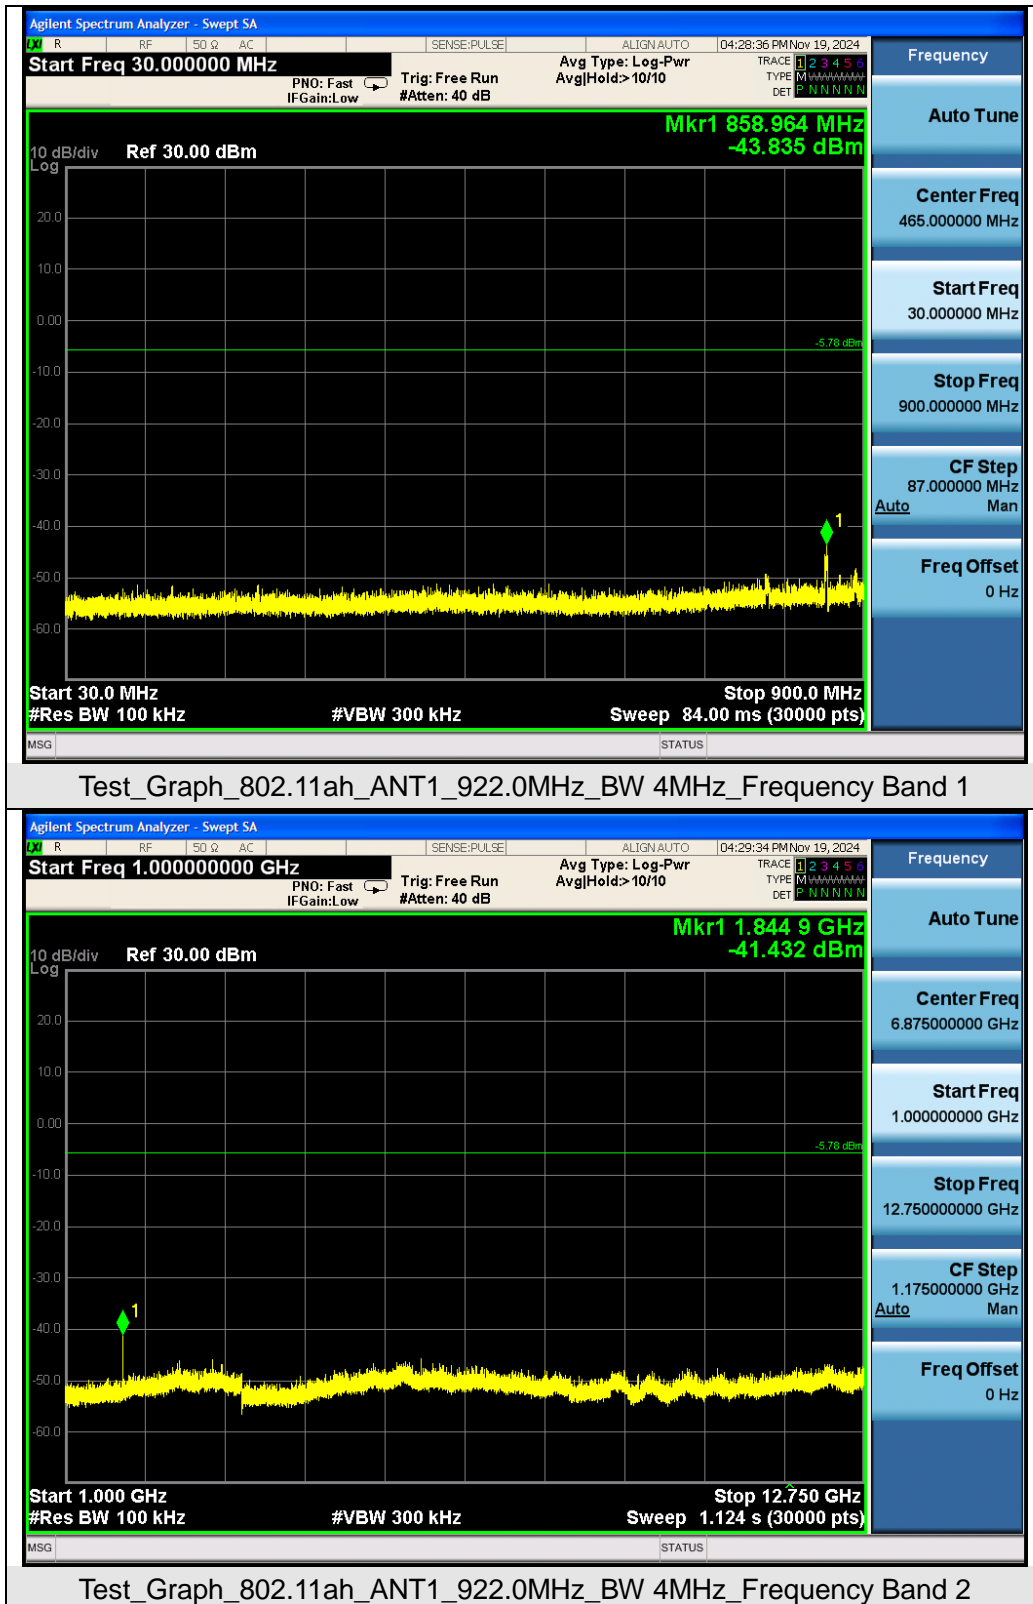 Agilent Spectrum Analyzer - Swept SA
LXI R RF 50 Ω AC SENSE:PULSE ALIGN AUTO 04:28:36 PM Nov 19, 2024
Start Freq 30.000000 MHz
PNO: Fast
IFGain:Low
Trig: Free Run
#Atten: 40 dB
Avg Type: Log-Pwr
Avg|Hold:>10/10
TRACE 1 2 3 4 5 6
TYPE M WWWWW
DET P N N N N N
Mkr1 858.964 MHz
-43.835 dBm
10 dB/div Ref 30.00 dBm
Log
20.0
10.0
0.00
-5.78 dBm
-10.0
-20.0
-30.0
-40.0
1
-50.0
-60.0
Start 30.0 MHz Stop 900.0 MHz
#Res BW 100 kHz #VBW 300 kHz Sweep 84.00 ms (30000 pts)
MSG STATUS
Frequency
Auto Tune
Center Freq
465.000000 MHz
Start Freq
30.000000 MHz
Stop Freq
900.000000 MHz
CF Step
87.000000 MHz
Auto Man
Freq Offset
0 Hz
Test_Graph_802.11ah_ANT1_922.0MHz_BW 4MHz_Frequency Band 1
Agilent Spectrum Analyzer - Swept SA
LXI R RF 50 Ω AC SENSE:PULSE ALIGN AUTO 04:29:34 PM Nov 19, 2024
Start Freq 1.000000000 GHz
PNO: Fast
IFGain:Low
Trig: Free Run
#Atten: 40 dB
Avg Type: Log-Pwr
Avg|Hold:>10/10
TRACE 1 2 3 4 5 6
TYPE M WWWWW
DET P N N N N N
Mkr1 1.844 9 GHz
-41.432 dBm
10 dB/div Ref 30.00 dBm
Log
20.0
10.0
0.00
-5.78 dBm
-10.0
-20.0
-30.0
1
-40.0
-50.0
-60.0
Start 1.000 GHz Stop 12.750 GHz
#Res BW 100 kHz #VBW 300 kHz Sweep 1.124 s (30000 pts)
MSG STATUS
Frequency
Auto Tune
Center Freq
6.875000000 GHz
Start Freq
1.000000000 GHz
Stop Freq
12.750000000 GHz
CF Step
1.175000000 GHz
Auto Man
Freq Offset
0 Hz
Test_Graph_802.11ah_ANT1_922.0MHz_BW 4MHz_Frequency Band 2